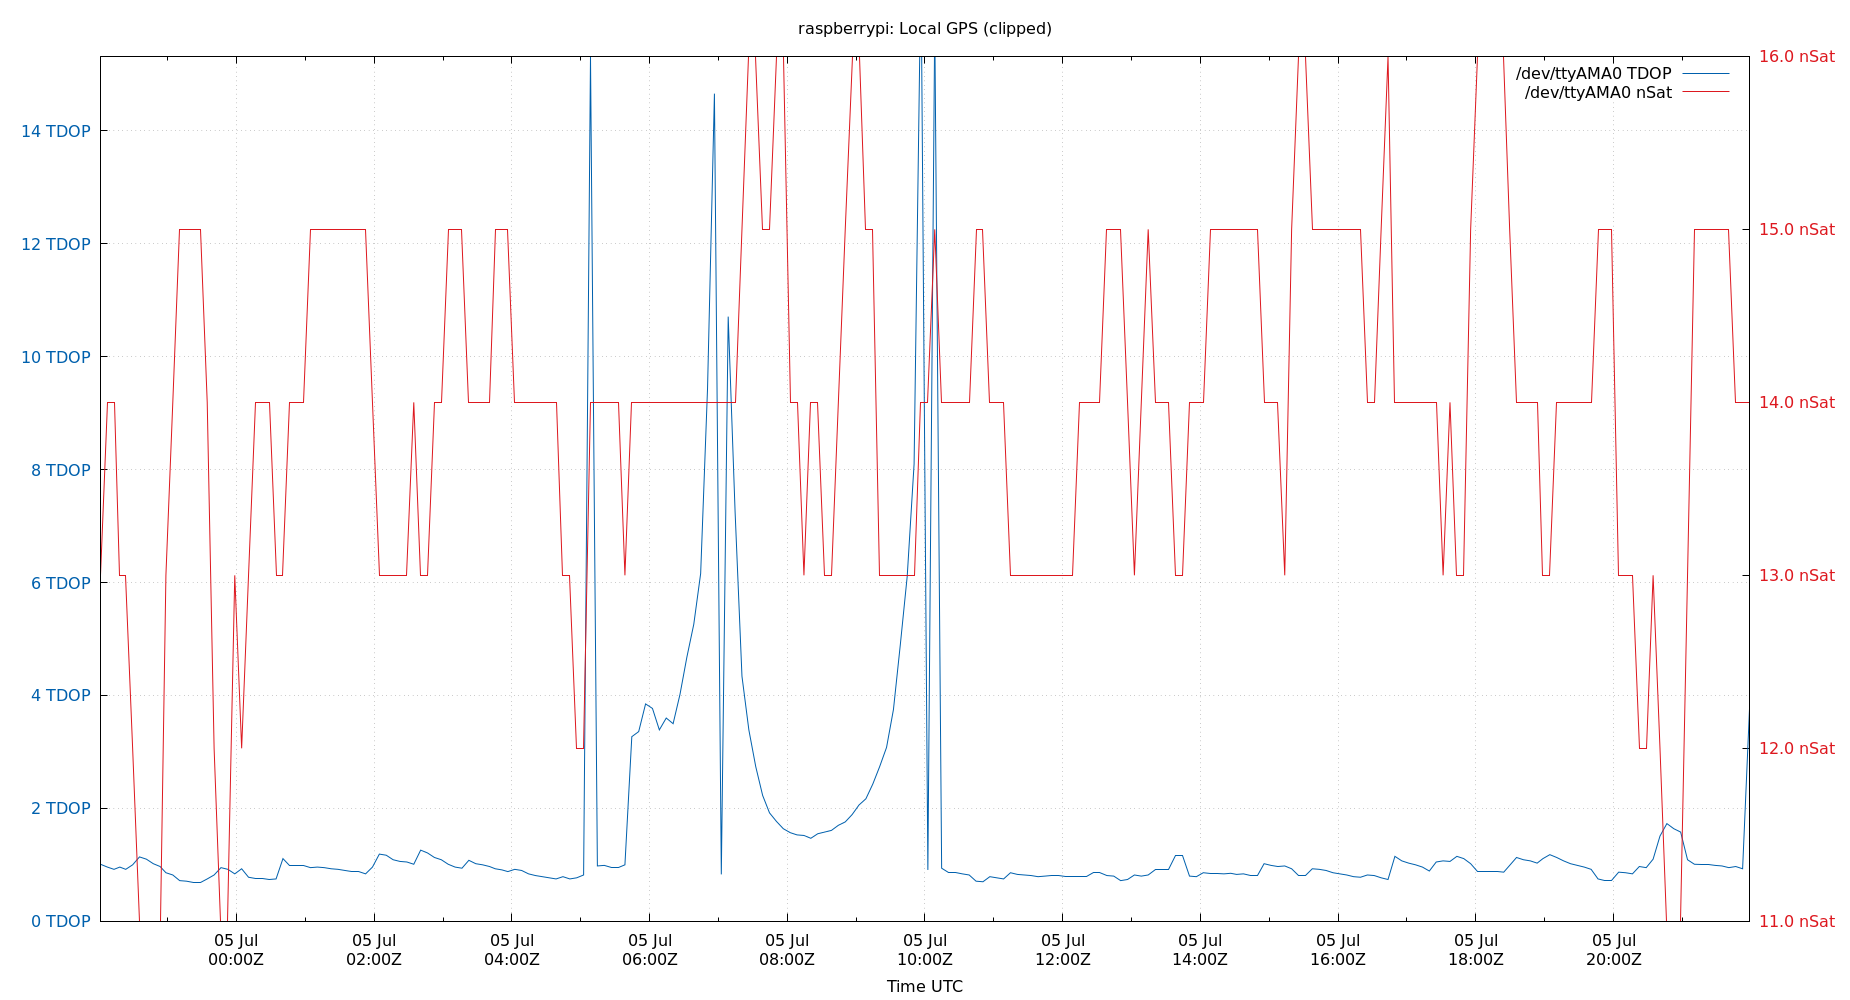 raspberrypi: Local GPS (clipped)
16.0 nSat
/dev/ttyAMA0 TDOP
/dev/ttyAMA0 nSat
14 TDOP
15.0 nSat
12 TDOP
10 TDOP
14.0 nSat
8 TDOP
13.0 nSat
6 TDOP
4 TDOP
12.0 nSat
2 TDOP
0 TDOP
11.0 nSat
05 Jul 05 Jul 05 Jul 05 Jul 05 Jul 05 Jul 05 Jul 05 Jul 05 Jul 05 Jul 05 Jul
00:00Z 02:00Z 04:00Z 06:00Z 08:00Z 10:00Z 12:00Z 14:00Z 16:00Z 18:00Z 20:00Z
Time UTC